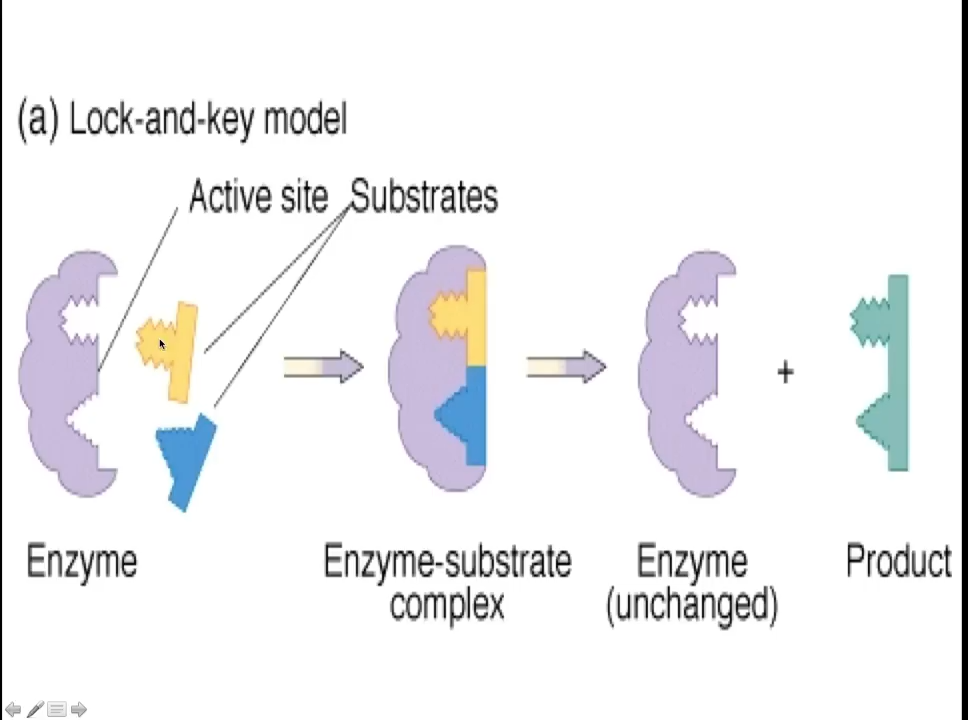 (a) Lock-and-key model
Active site
Substrates
+
Enzyme
Enzyme-substrate
complex
Enzyme
(unchanged)
Product